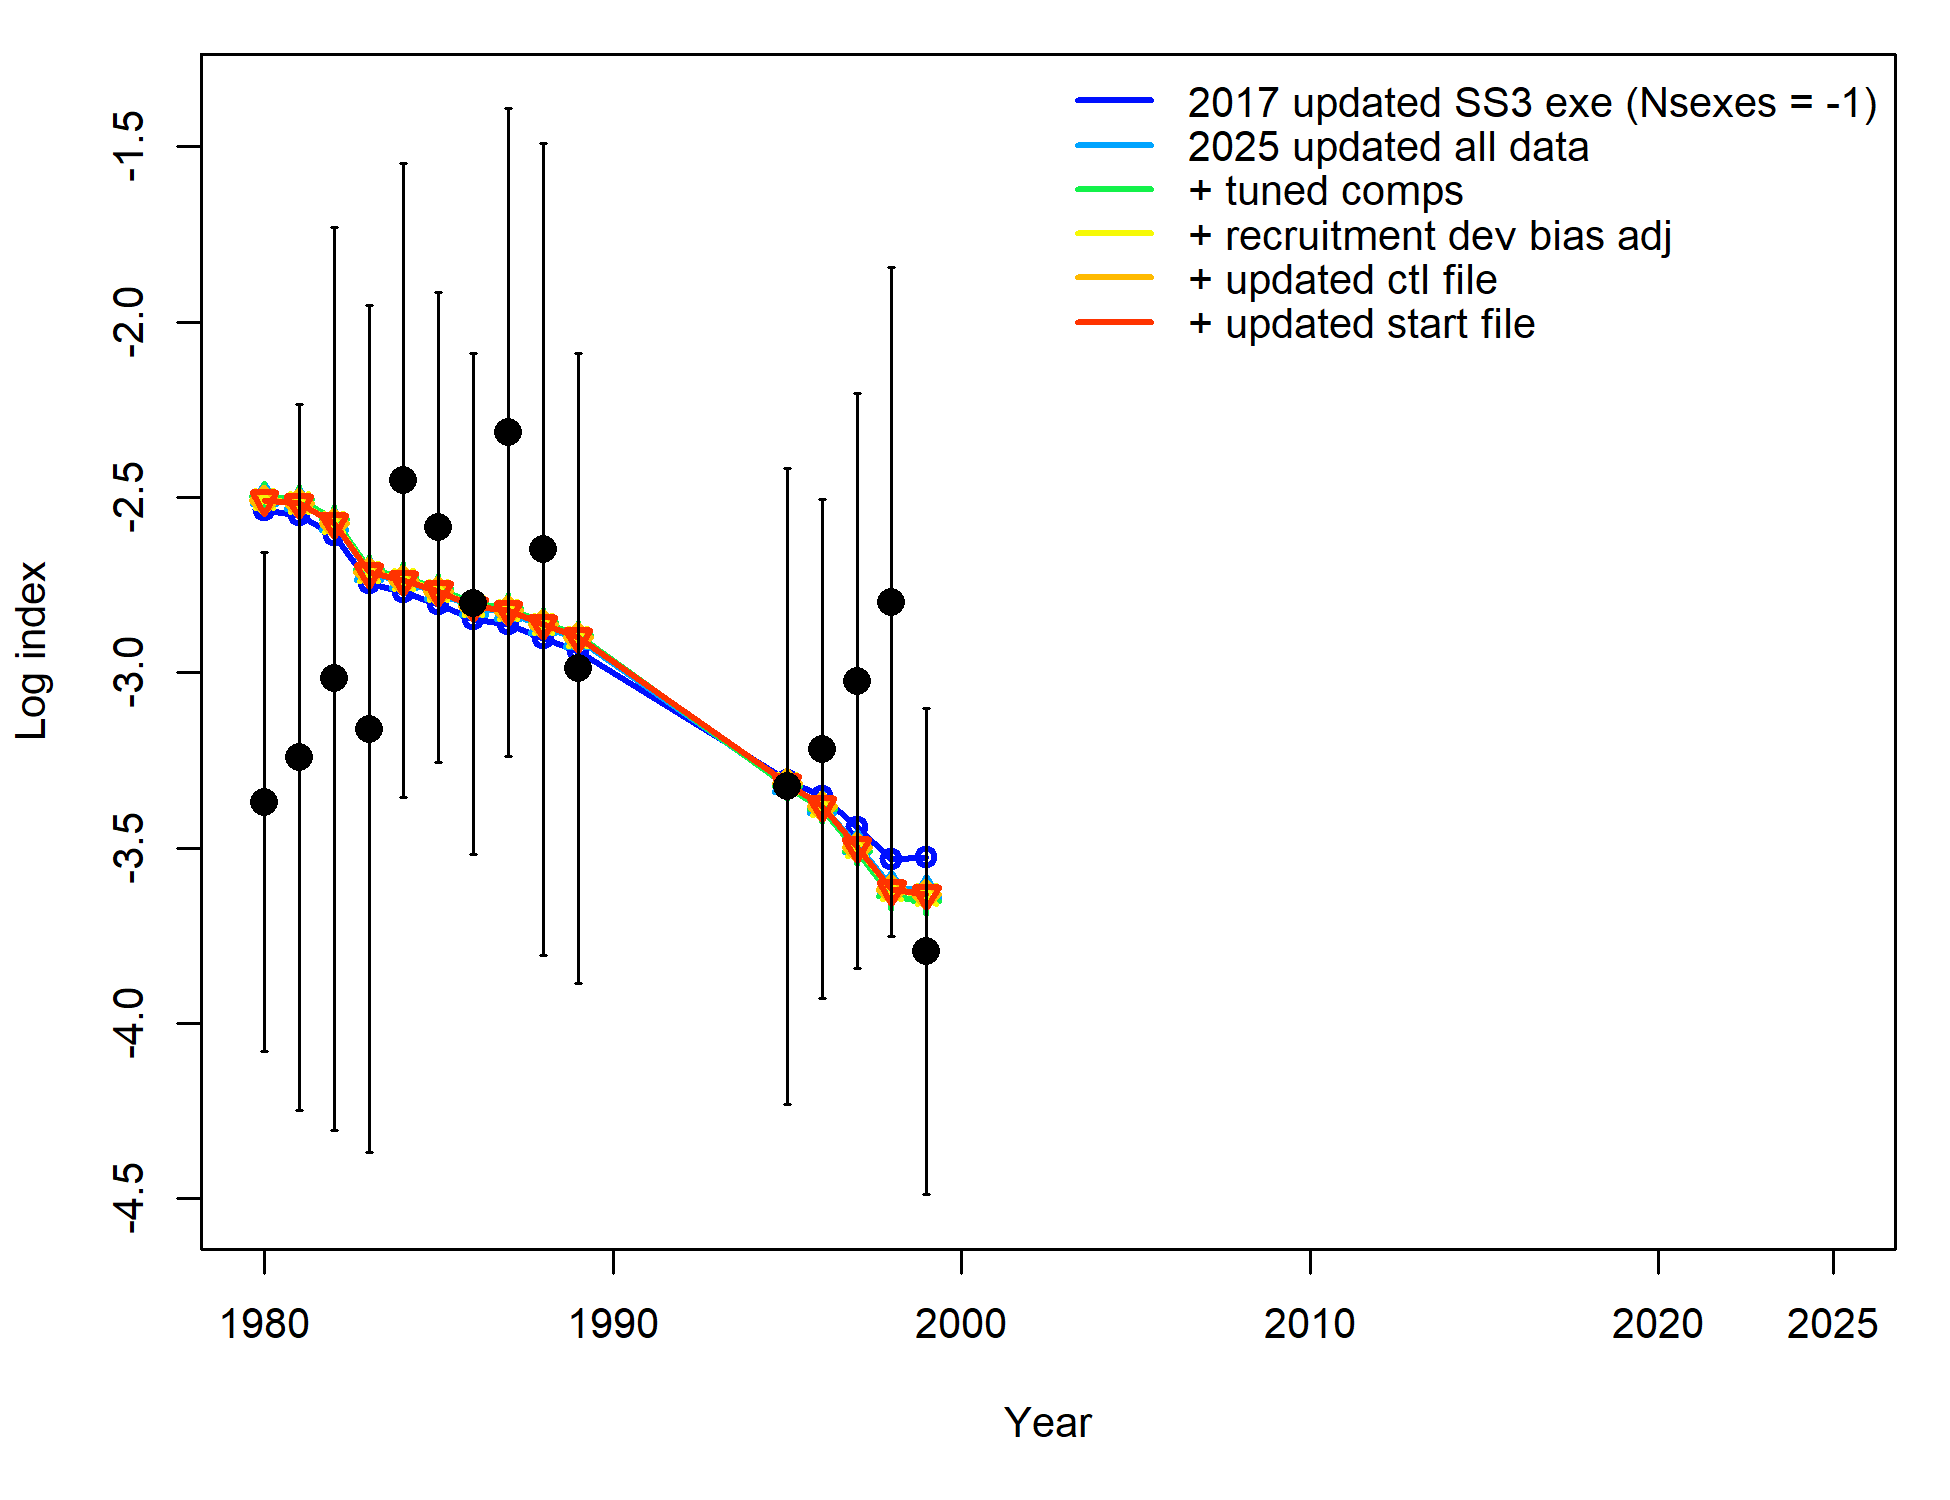 2017 updated SS3 exe (Nsexes = -1)
2025 updated all data
+ tuned comps
+ recruitment dev bias adj
+ updated ctl file
+ updated start file
Log index
-1.5
-2.0
-2.5
-3.0
-3.5
-4.0
-4.5
1980 1990 2000 2010 2020 2025
Year